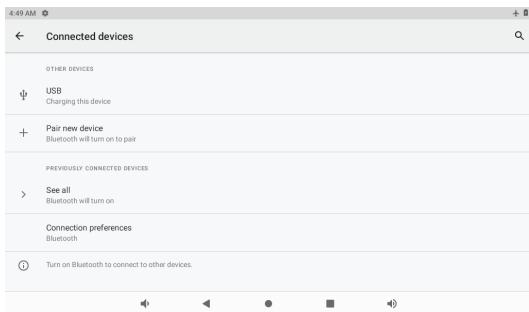 4:49 AM
Connected devices
OTHER DEVICES
USB
Charging this device
Pair new device
Bluetooth will turn on to pair
PREVIOUSLY CONNECTED DEVICES
See all
Bluetooth will turn on
Connection preferences
Bluetooth
Turn on Bluetooth to connect to other devices.